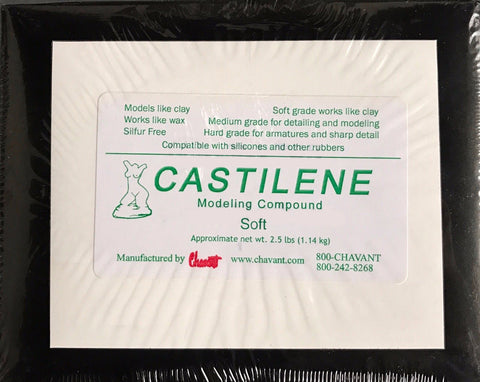 Models like clay Soft grade works like clay
Works like wax Medium grade for detailing and modeling
Silfur Free Hurd grade for armatures and sharp detail
Compatible with silicones and other rubbers
CASTILENE
Modeling Compound
Soft
Approximate net wt. 2.5 lbs (1.14 kg)
Manufactured by Chavant www.chavant.com 800-CHAVANT
800-242-8268